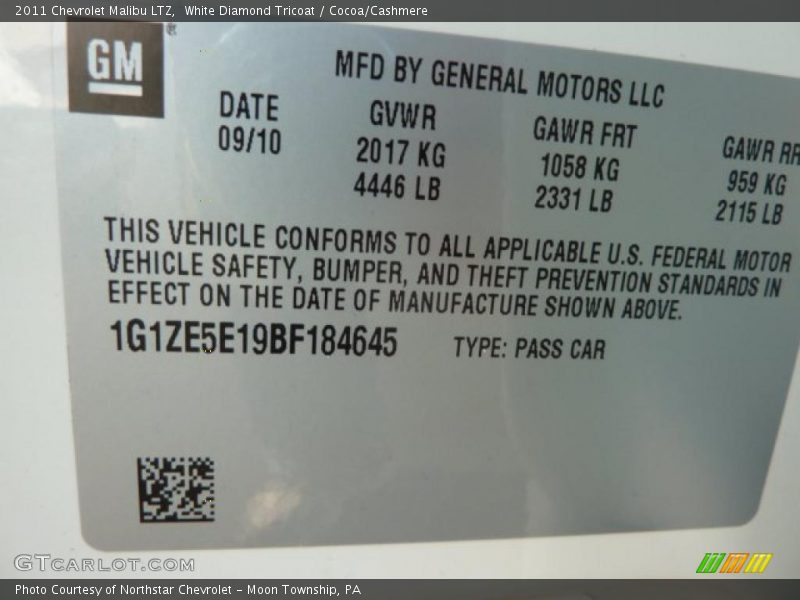 2011 Chevrolet Malibu LTZ, White Diamond Tricoat / Cocoa/Cashmere
GM
®
MFD BY GENERAL MOTORS LLC
DATE GVWR GAWR FRT GAWR RR
09/10 2017 KG 1058 KG 959 KG
4446 LB 2331 LB 2115 LB
THIS VEHICLE CONFORMS TO ALL APPLICABLE U.S. FEDERAL MOTOR
VEHICLE SAFETY, BUMPER, AND THEFT PREVENTION STANDARDS IN
EFFECT ON THE DATE OF MANUFACTURE SHOWN ABOVE.
1G1ZE5E19BF184645 TYPE: PASS CAR
GTCARLOT.COM
Photo Courtesy of Northstar Chevrolet - Moon Township, PA